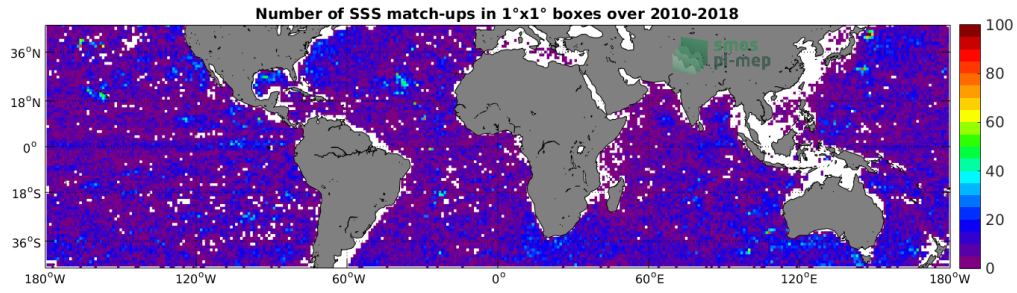 Number of SSS match-ups in 1°x1° boxes over 2010-2018
100
36°N
smos
pi-mep
80
18°N
60
0°
40
18°S
20
36°S
0
180°W 120°W 60°W 0° 60°E 120°E 180°W